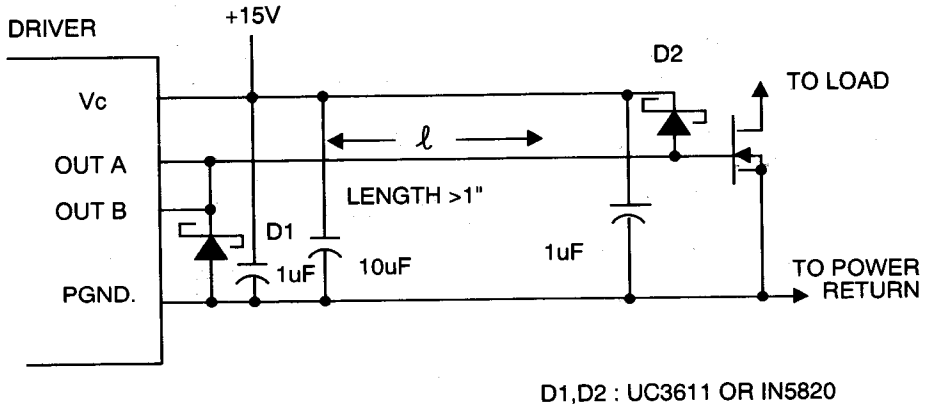 +15V
DRIVER
D2
TO LOAD
Vc
ℓ
OUT A
LENGTH >1"
OUT B
D1
1uF
10uF
1uF
PGND.
TO POWER
RETURN
D1,D2 : UC3611 OR IN5820